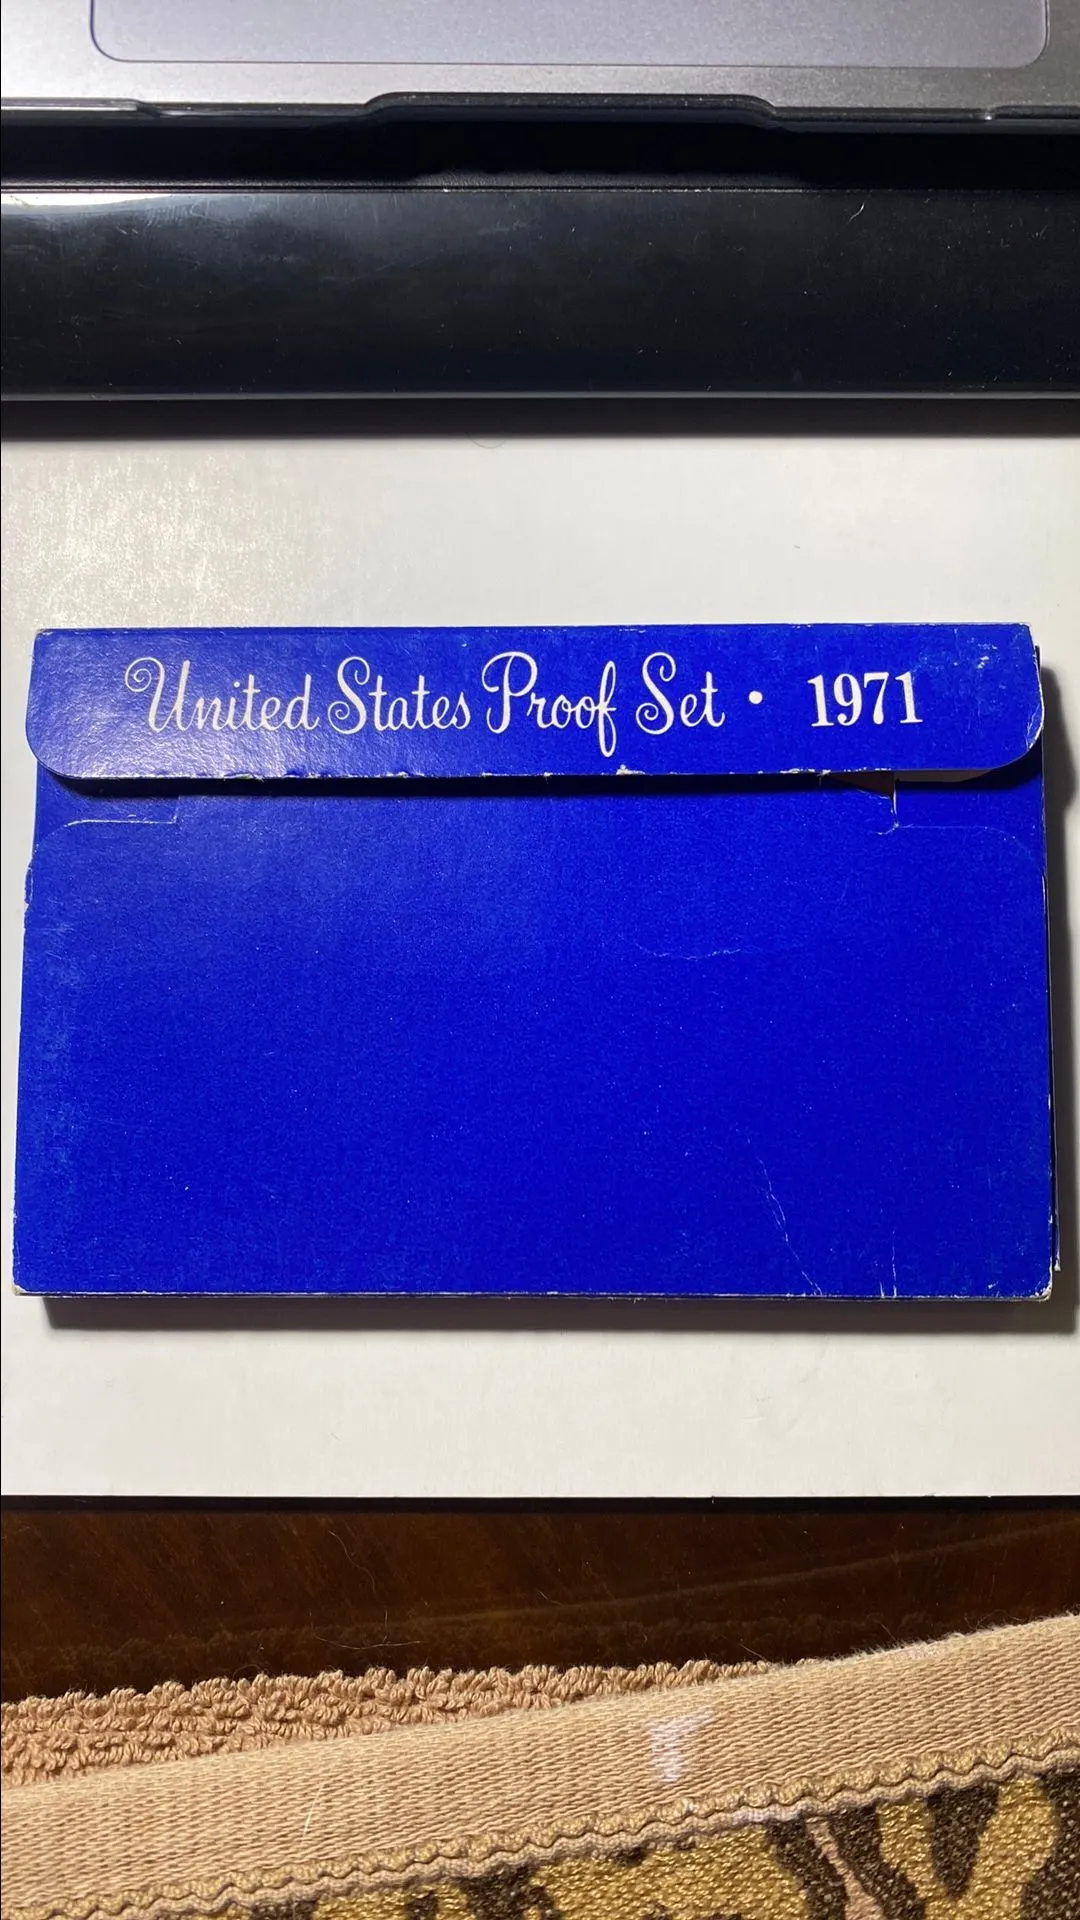 United States Proof Set • 1971